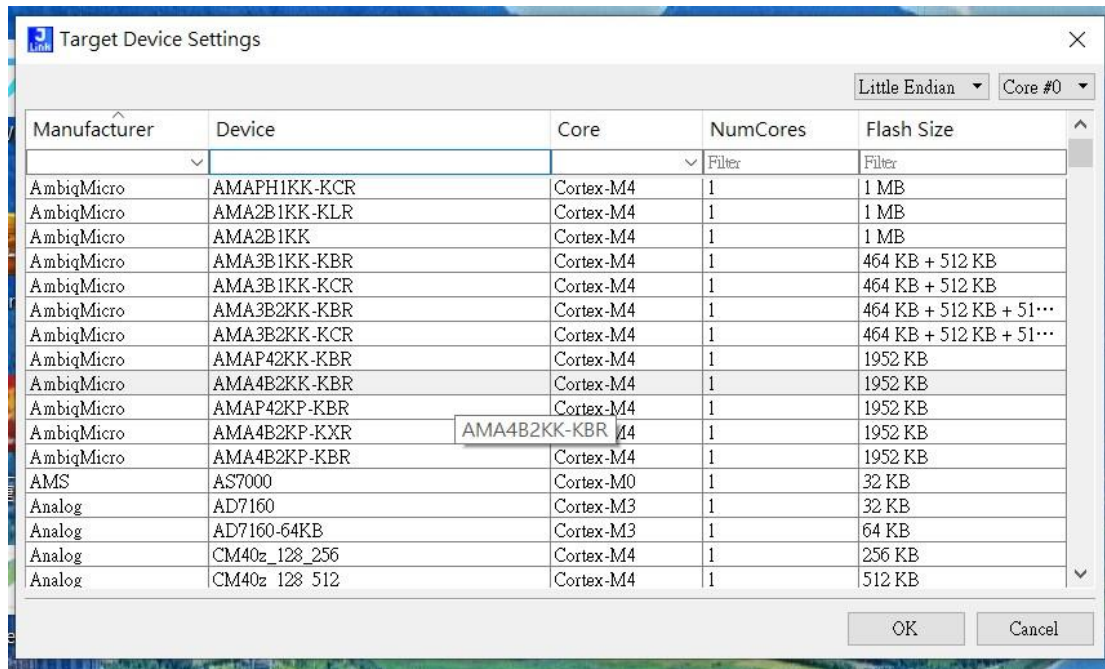 J
Link
Target Device Settings
Little Endian Core #0
Manufacturer Device Core NumCores Flash Size
Filter Filter
AmbiqMicro AMAPH1KK-KCR Cortex-M4 1 1 MB
AmbiqMicro AMA2B1KK-KLR Cortex-M4 1 1 MB
AmbiqMicro AMA2B1KK Cortex-M4 1 1 MB
AmbiqMicro AMA3B1KK-KBR Cortex-M4 1 464 KB + 512 KB
AmbiqMicro AMA3B1KK-KCR Cortex-M4 1 464 KB + 512 KB
AmbiqMicro AMA3B2KK-KBR Cortex-M4 1 464 KB + 512 KB + 51···
AmbiqMicro AMA3B2KK-KCR Cortex-M4 1 464 KB + 512 KB + 51···
AmbiqMicro AMAP42KK-KBR Cortex-M4 1 1952 KB
AmbiqMicro AMA4B2KK-KBR Cortex-M4 1 1952 KB
AmbiqMicro AMAP42KP-KBR Cortex-M4 1 1952 KB
AmbiqMicro AMA4B2KP-KXR AMA4B2KK-KBR M4 1 1952 KB
AmbiqMicro AMA4B2KP-KBR Cortex-M4 1 1952 KB
AMS AS7000 Cortex-M0 1 32 KB
Analog AD7160 Cortex-M3 1 32 KB
Analog AD7160-64KB Cortex-M3 1 64 KB
Analog CM40z_128_256 Cortex-M4 1 256 KB
Analog CM40z_128_512 Cortex-M4 1 512 KB
OK Cancel